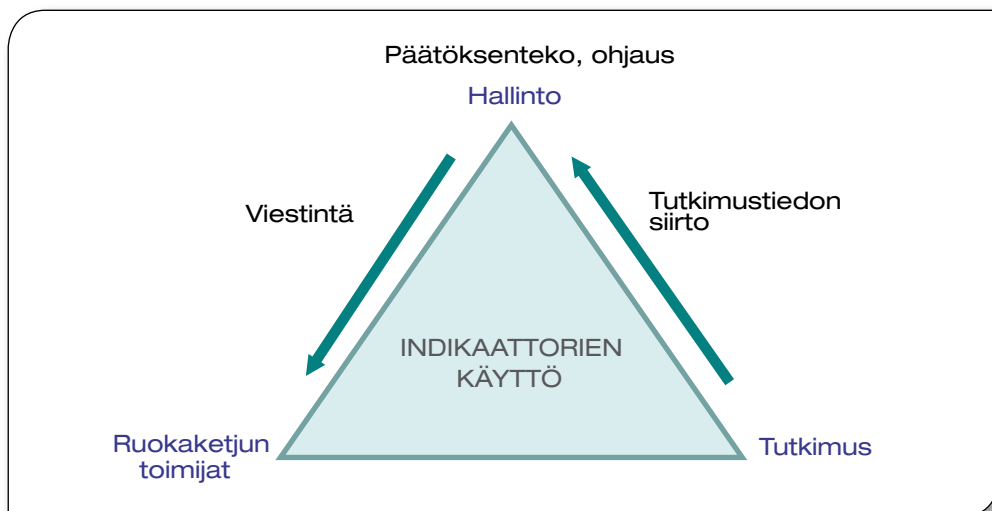 Päätöksenteko, ohjaus
Hallinto
Viestintä
Tutkimustiedon
siirto
INDIKAATTORIEN
KÄYTTÖ
Ruokaketjun
toimijat
Tutkimus